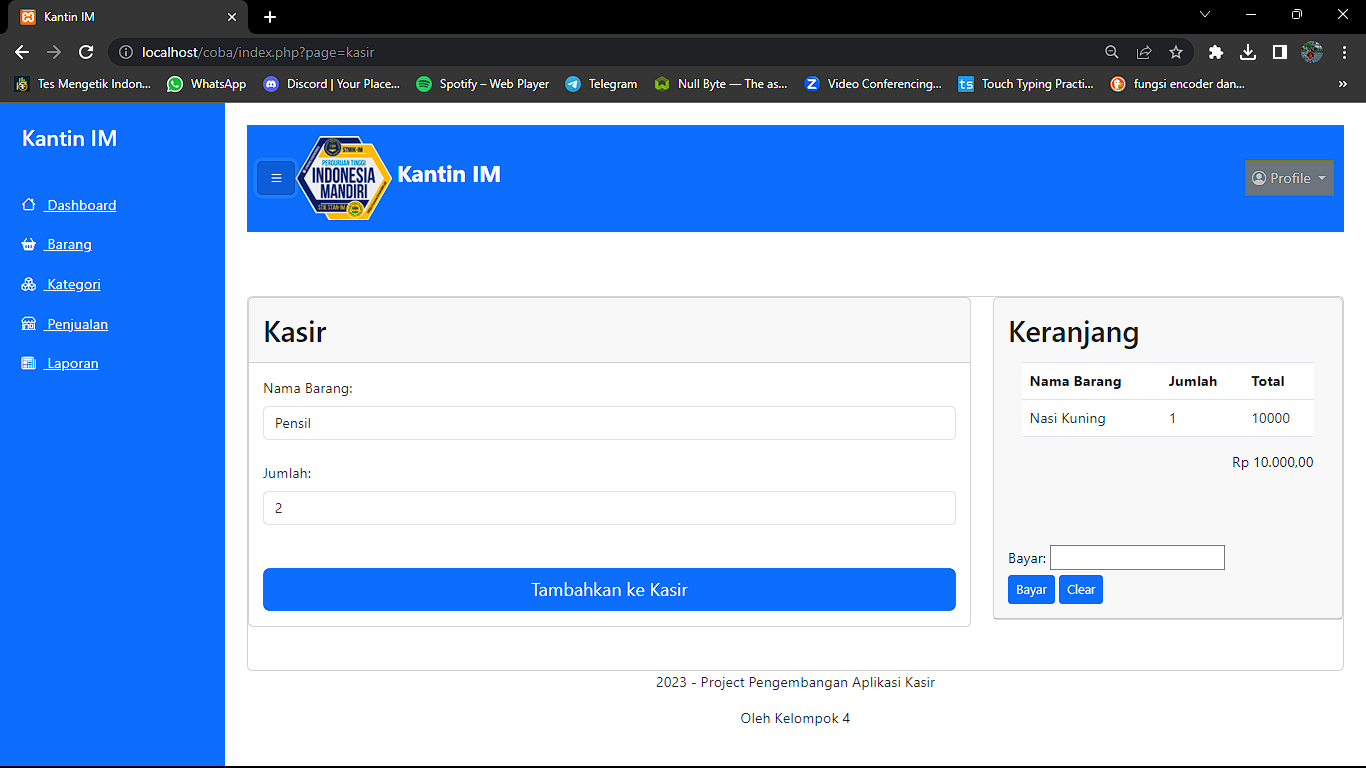 Kantin IM
localhost/coba/index.php?page=kasir
Tes Mengetik Indon...
WhatsApp
Discord | Your Place...
Spotify – Web Player
Telegram
Null Byte — The as...
Video Conferencing...
Touch Typing Practi...
fungsi encoder dan...
»
Kantin IM
Dashboard
Barang
Kategori
Penjualan
Laporan
STMIK-IM
PERGURUAN TINGGI
INDONESIA
MANDIRI
STIE STAN-IM
Kantin IM
Profile
Kasir
Nama Barang:
Pensil
Jumlah:
2
Tambahkan ke Kasir
Keranjang
Nama Barang Jumlah Total
Nasi Kuning 1 10000
Rp 10.000,00
Bayar:
Bayar Clear
2023 - Project Pengembangan Aplikasi Kasir
Oleh Kelompok 4